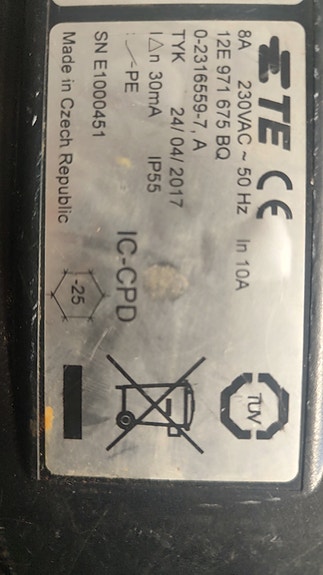 TE CE
8A 230VAC ~ 50 Hz In 10A
12E 971 675 BQ
0-2316559-7, A
TYK 24/04/2017
I△n 30mA IP55
PE
SN E1000451
Made in Czech Republic
IC-CPD
-25
TÜV